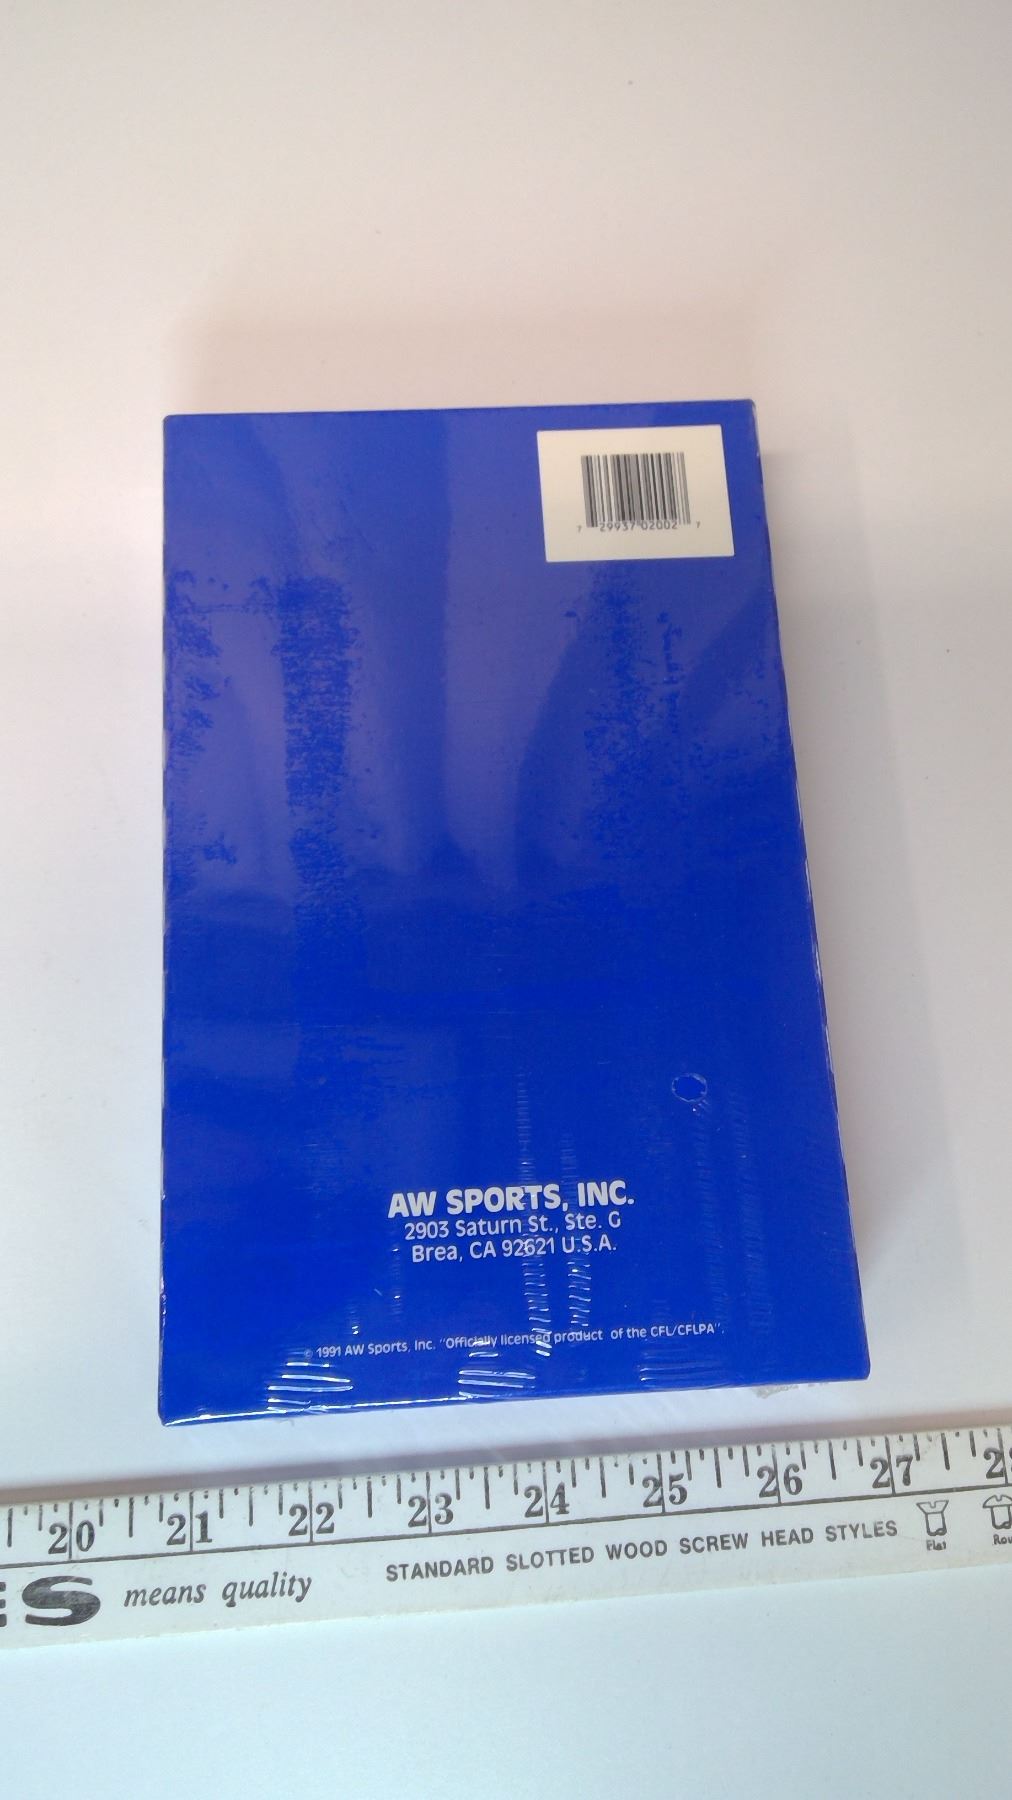 7 29937 02002 7
AW SPORTS, INC.
2903 Saturn St., Ste. G
Brea, CA 92621 U.S.A.
© 1991 AW Sports, Inc. "Officially licensed product of the CFL/CFLPA".
20 21 22 23 24 25 26 27
S means quality STANDARD SLOTTED WOOD SCREW HEAD STYLES Flat